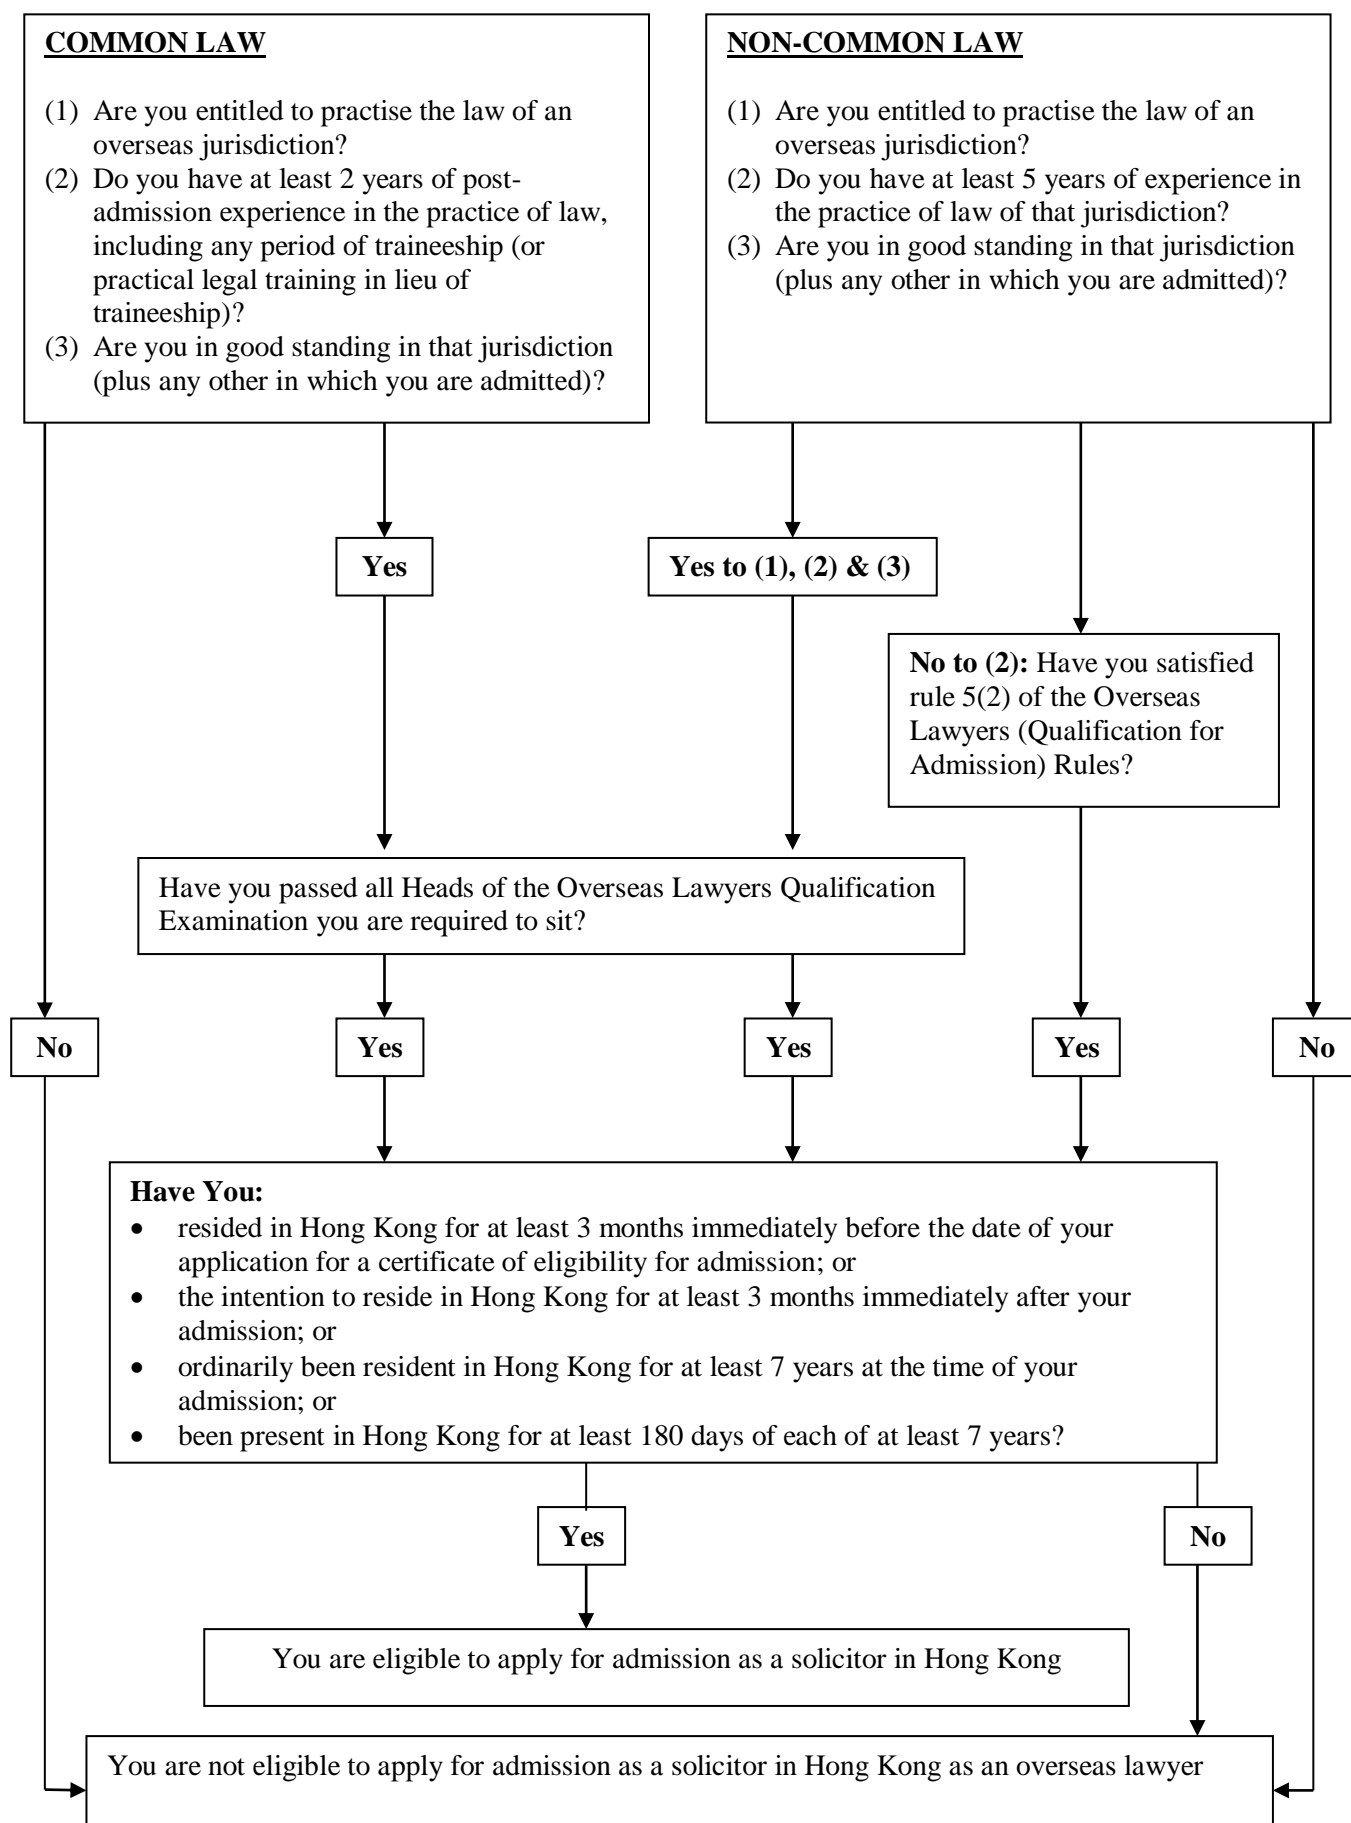 COMMON LAW
(1) Are you entitled to practise the law of an
overseas jurisdiction?
(2) Do you have at least 2 years of post-
admission experience in the practice of law,
including any period of traineeship (or
practical legal training in lieu of
traineeship)?
(3) Are you in good standing in that jurisdiction
(plus any other in which you are admitted)?
NON-COMMON LAW
(1) Are you entitled to practise the law of an
overseas jurisdiction?
(2) Do you have at least 5 years of experience in
the practice of law of that jurisdiction?
(3) Are you in good standing in that jurisdiction
(plus any other in which you are admitted)?
Yes
Yes to (1), (2) & (3)
No to (2): Have you satisfied
rule 5(2) of the Overseas
Lawyers (Qualification for
Admission) Rules?
Have you passed all Heads of the Overseas Lawyers Qualification
Examination you are required to sit?
No
Yes
Yes
Yes
No
Have You:
• resided in Hong Kong for at least 3 months immediately before the date of your
application for a certificate of eligibility for admission; or
• the intention to reside in Hong Kong for at least 3 months immediately after your
admission; or
• ordinarily been resident in Hong Kong for at least 7 years at the time of your
admission; or
• been present in Hong Kong for at least 180 days of each of at least 7 years?
Yes
No
You are eligible to apply for admission as a solicitor in Hong Kong
You are not eligible to apply for admission as a solicitor in Hong Kong as an overseas lawyer